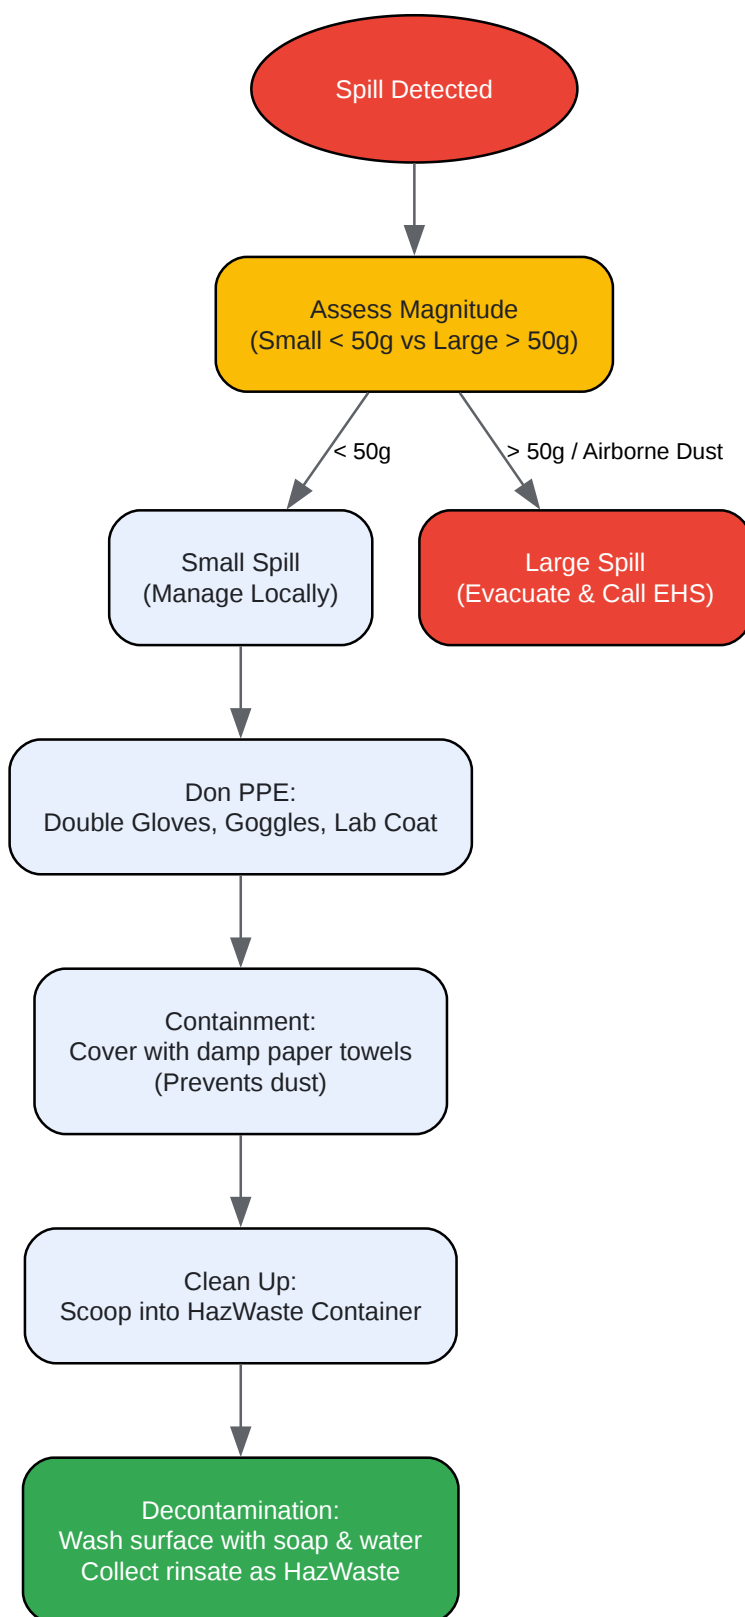 Spill Detected
Assess Magnitude
(Small < 50g vs Large > 50g)
< 50g
> 50g / Airborne Dust
Small Spill
(Manage Locally)
Large Spill
(Evacuate & Call EHS)
Don PPE:
Double Gloves, Goggles, Lab Coat
Containment:
Cover with damp paper towels
(Prevents dust)
Clean Up:
Scoop into HazWaste Container
Decontamination:
Wash surface with soap & water
Collect rinsate as HazWaste